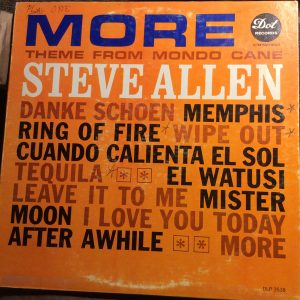 MORE
Dot
RECORDS
THEME FROM MONDO CANE
STEVE ALLEN
DANKE SCHOEN MEMPHIS*
RING OF FIRE* WIPE OUT*
CUANDO CALIENTA EL SOL
TEQUILA* * * EL WATUSI
LEAVE IT TO ME MISTER
MOON I LOVE YOU TODAY
AFTER AWHILE * * MORE